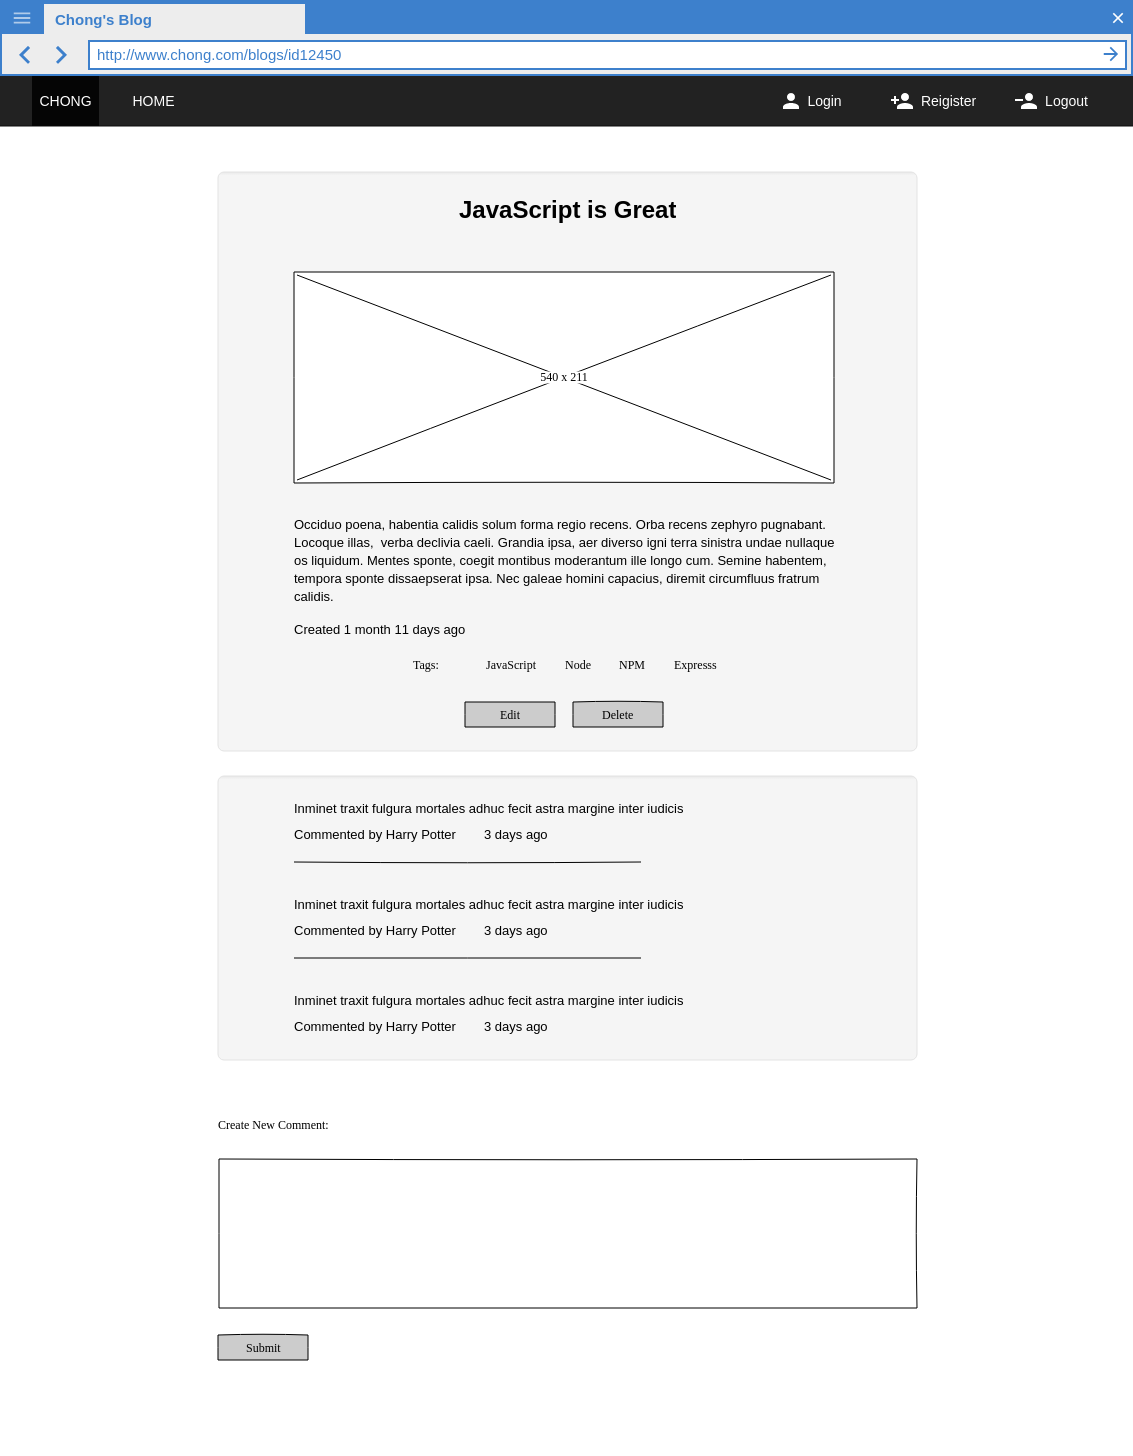 Chong's Blog
http://www.chong.com/blogs/id12450
CHONG HOME Login Reigister Logout
JavaScript is Great
540 x 211
Occiduo poena, habentia calidis solum forma regio recens. Orba recens zephyro pugnabant.
Locoque illas,  verba declivia caeli. Grandia ipsa, aer diverso igni terra sinistra undae nullaque
os liquidum. Mentes sponte, coegit montibus moderantum ille longo cum. Semine habentem,
tempora sponte dissaepserat ipsa. Nec galeae homini capacius, diremit circumfluus fratrum
calidis.
Created 1 month 11 days ago
Tags: JavaScript Node NPM Expresss
Edit Delete
Inminet traxit fulgura mortales adhuc fecit astra margine inter iudicis
Commented by Harry Potter 3 days ago
Inminet traxit fulgura mortales adhuc fecit astra margine inter iudicis
Commented by Harry Potter 3 days ago
Inminet traxit fulgura mortales adhuc fecit astra margine inter iudicis
Commented by Harry Potter 3 days ago
Create New Comment:
Submit